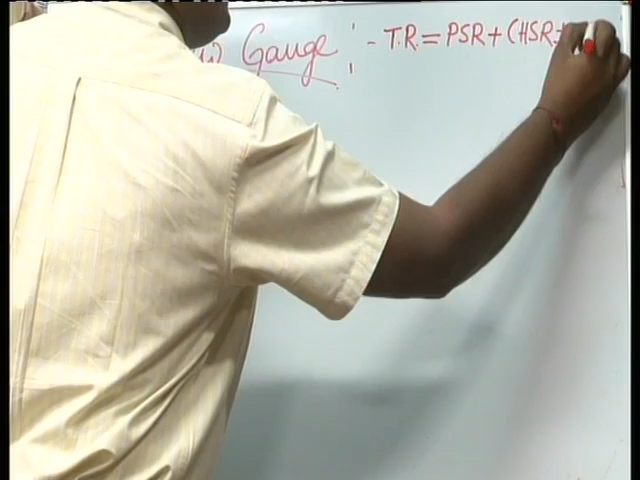 Gauge :- T.R. = PSR + (HSR±